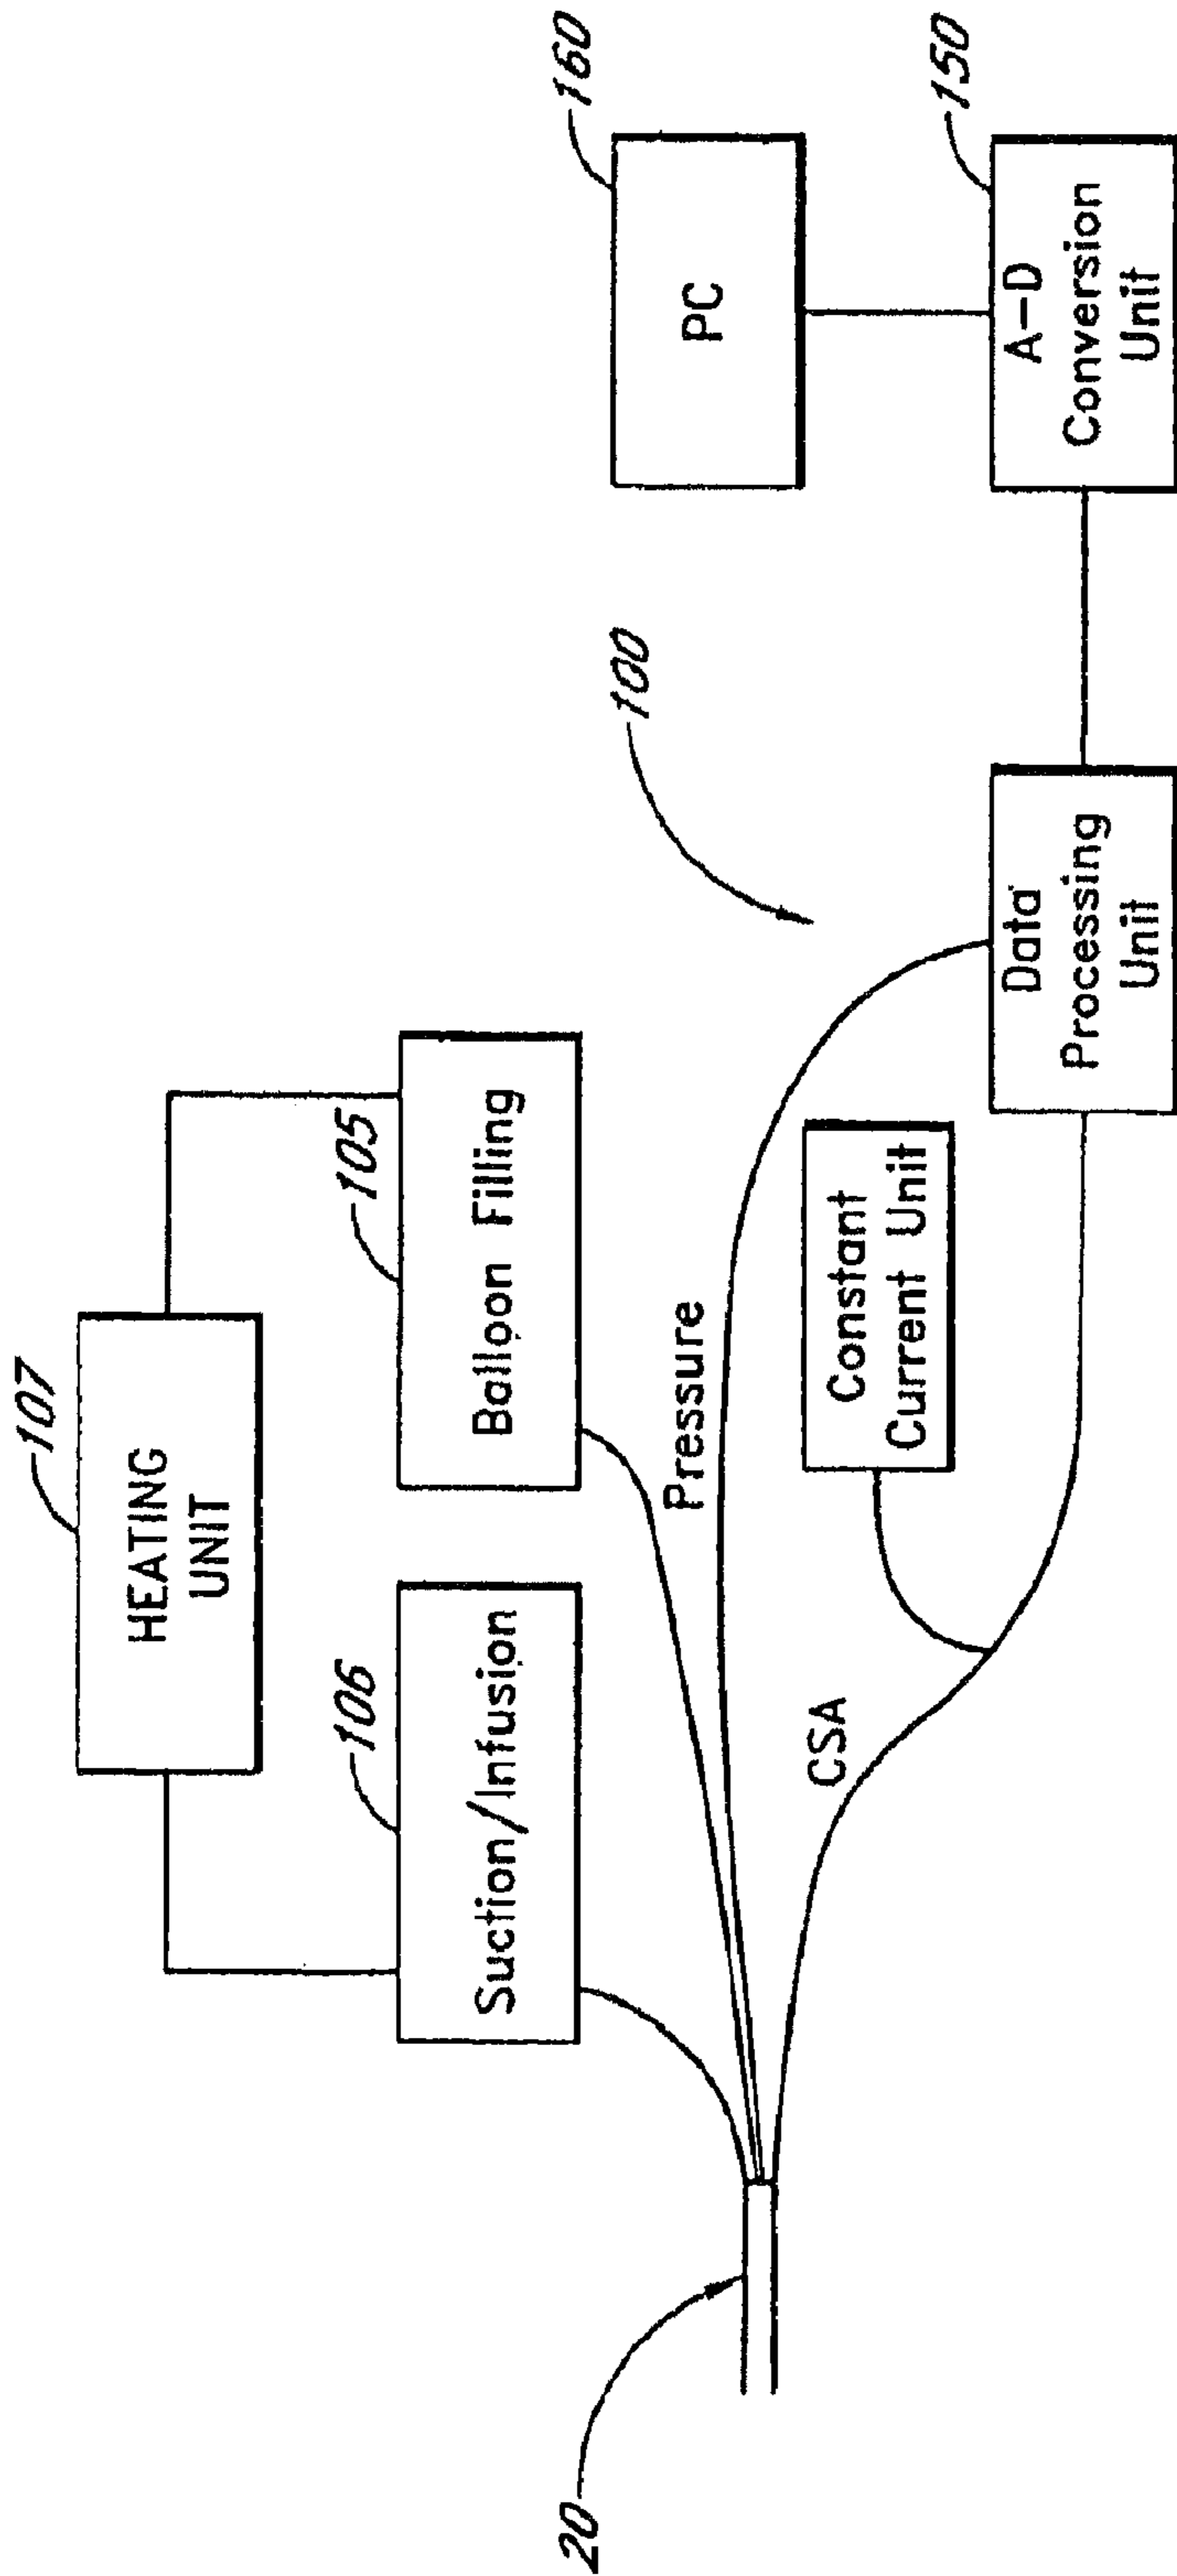 107
HEATING
UNIT
106
Suction/Infusion
105
Balloon Filling
160
PC
100
Pressure
Constant
Current Unit
CSA
20
Data
Processing
Unit
150
A-D
Conversion
Unit